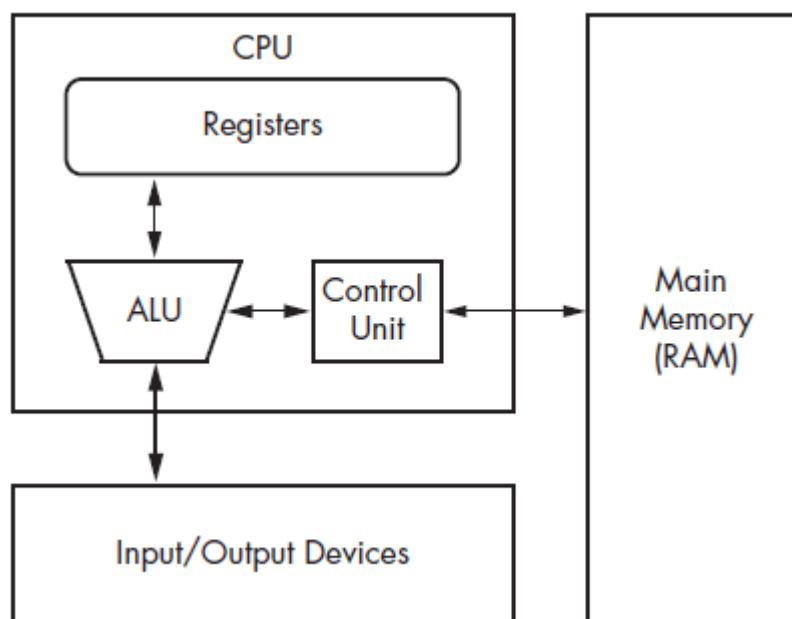 CPU
Registers
ALU
Control
Unit
Main
Memory
(RAM)
Input/Output Devices